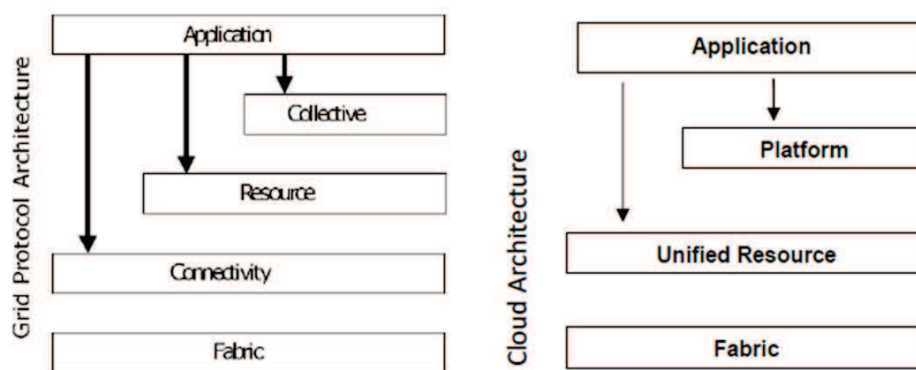 Grid Protocol Architecture
Application
Collective
Resource
Connectivity
Fabric
Cloud Architecture
Application
Platform
Unified Resource
Fabric